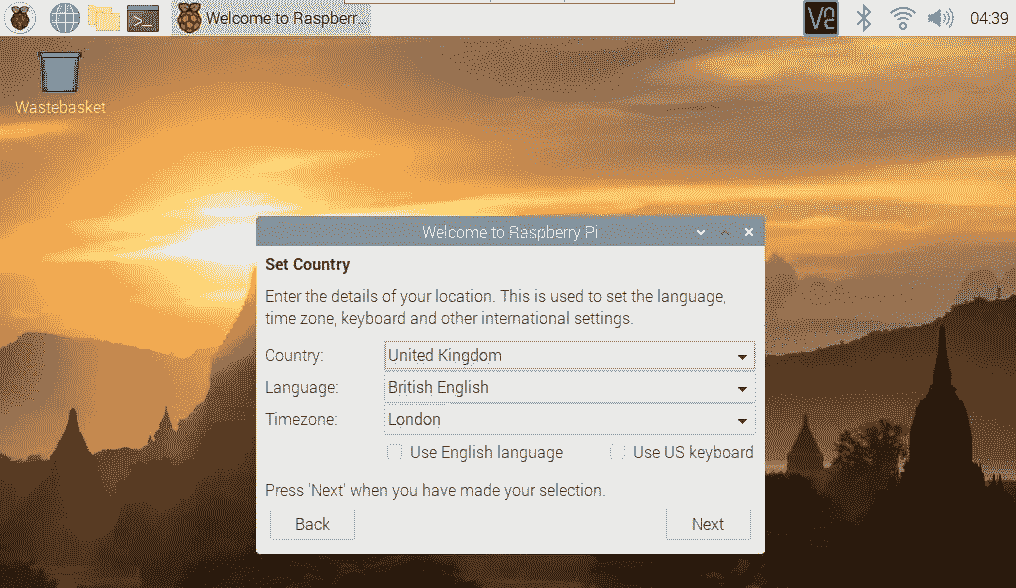 Welcome to Raspberr...
VC
04:39
Wastebasket
Welcome to Raspberry Pi
Set Country
Enter the details of your location. This is used to set the language,
time zone, keyboard and other international settings.
Country: United Kingdom
Language: British English
Timezone: London
Use English language Use US keyboard
Press 'Next' when you have made your selection.
Back Next